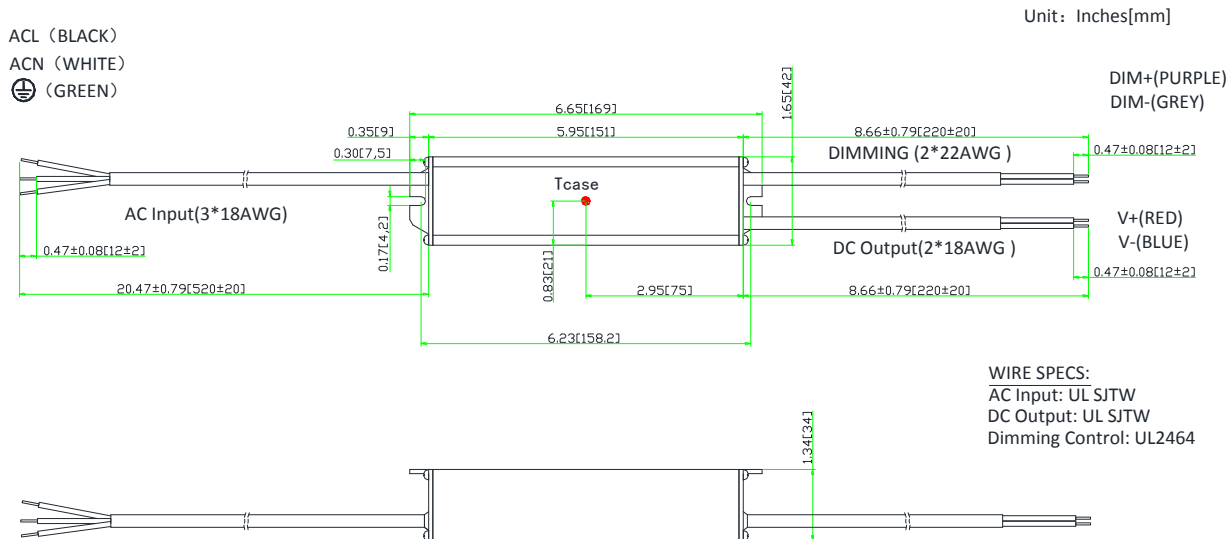 Unit: Inches[mm]
ACL (BLACK)
ACN (WHITE)
(GREEN)
DIM+(PURPLE)
DIM-(GREY)
6.65[169]
1.65[42]
0.35[9]
5.95[151]
8.66±0.79[220±20]
0.30[7,5]
DIMMING (2*22AWG )
0.47±0.08[12±2]
Tcase
AC Input(3*18AWG)
0.17[4,2]
V+(RED)
V-(BLUE)
0.47±0.08[12±2]
DC Output(2*18AWG )
0.83[21]
0.47±0.08[12±2]
20.47±0.79[520±20]
2.95[75]
8.66±0.79[220±20]
6.23[158.2]
WIRE SPECS:
AC Input: UL SJTW
DC Output: UL SJTW
Dimming Control: UL2464
1.34[34]